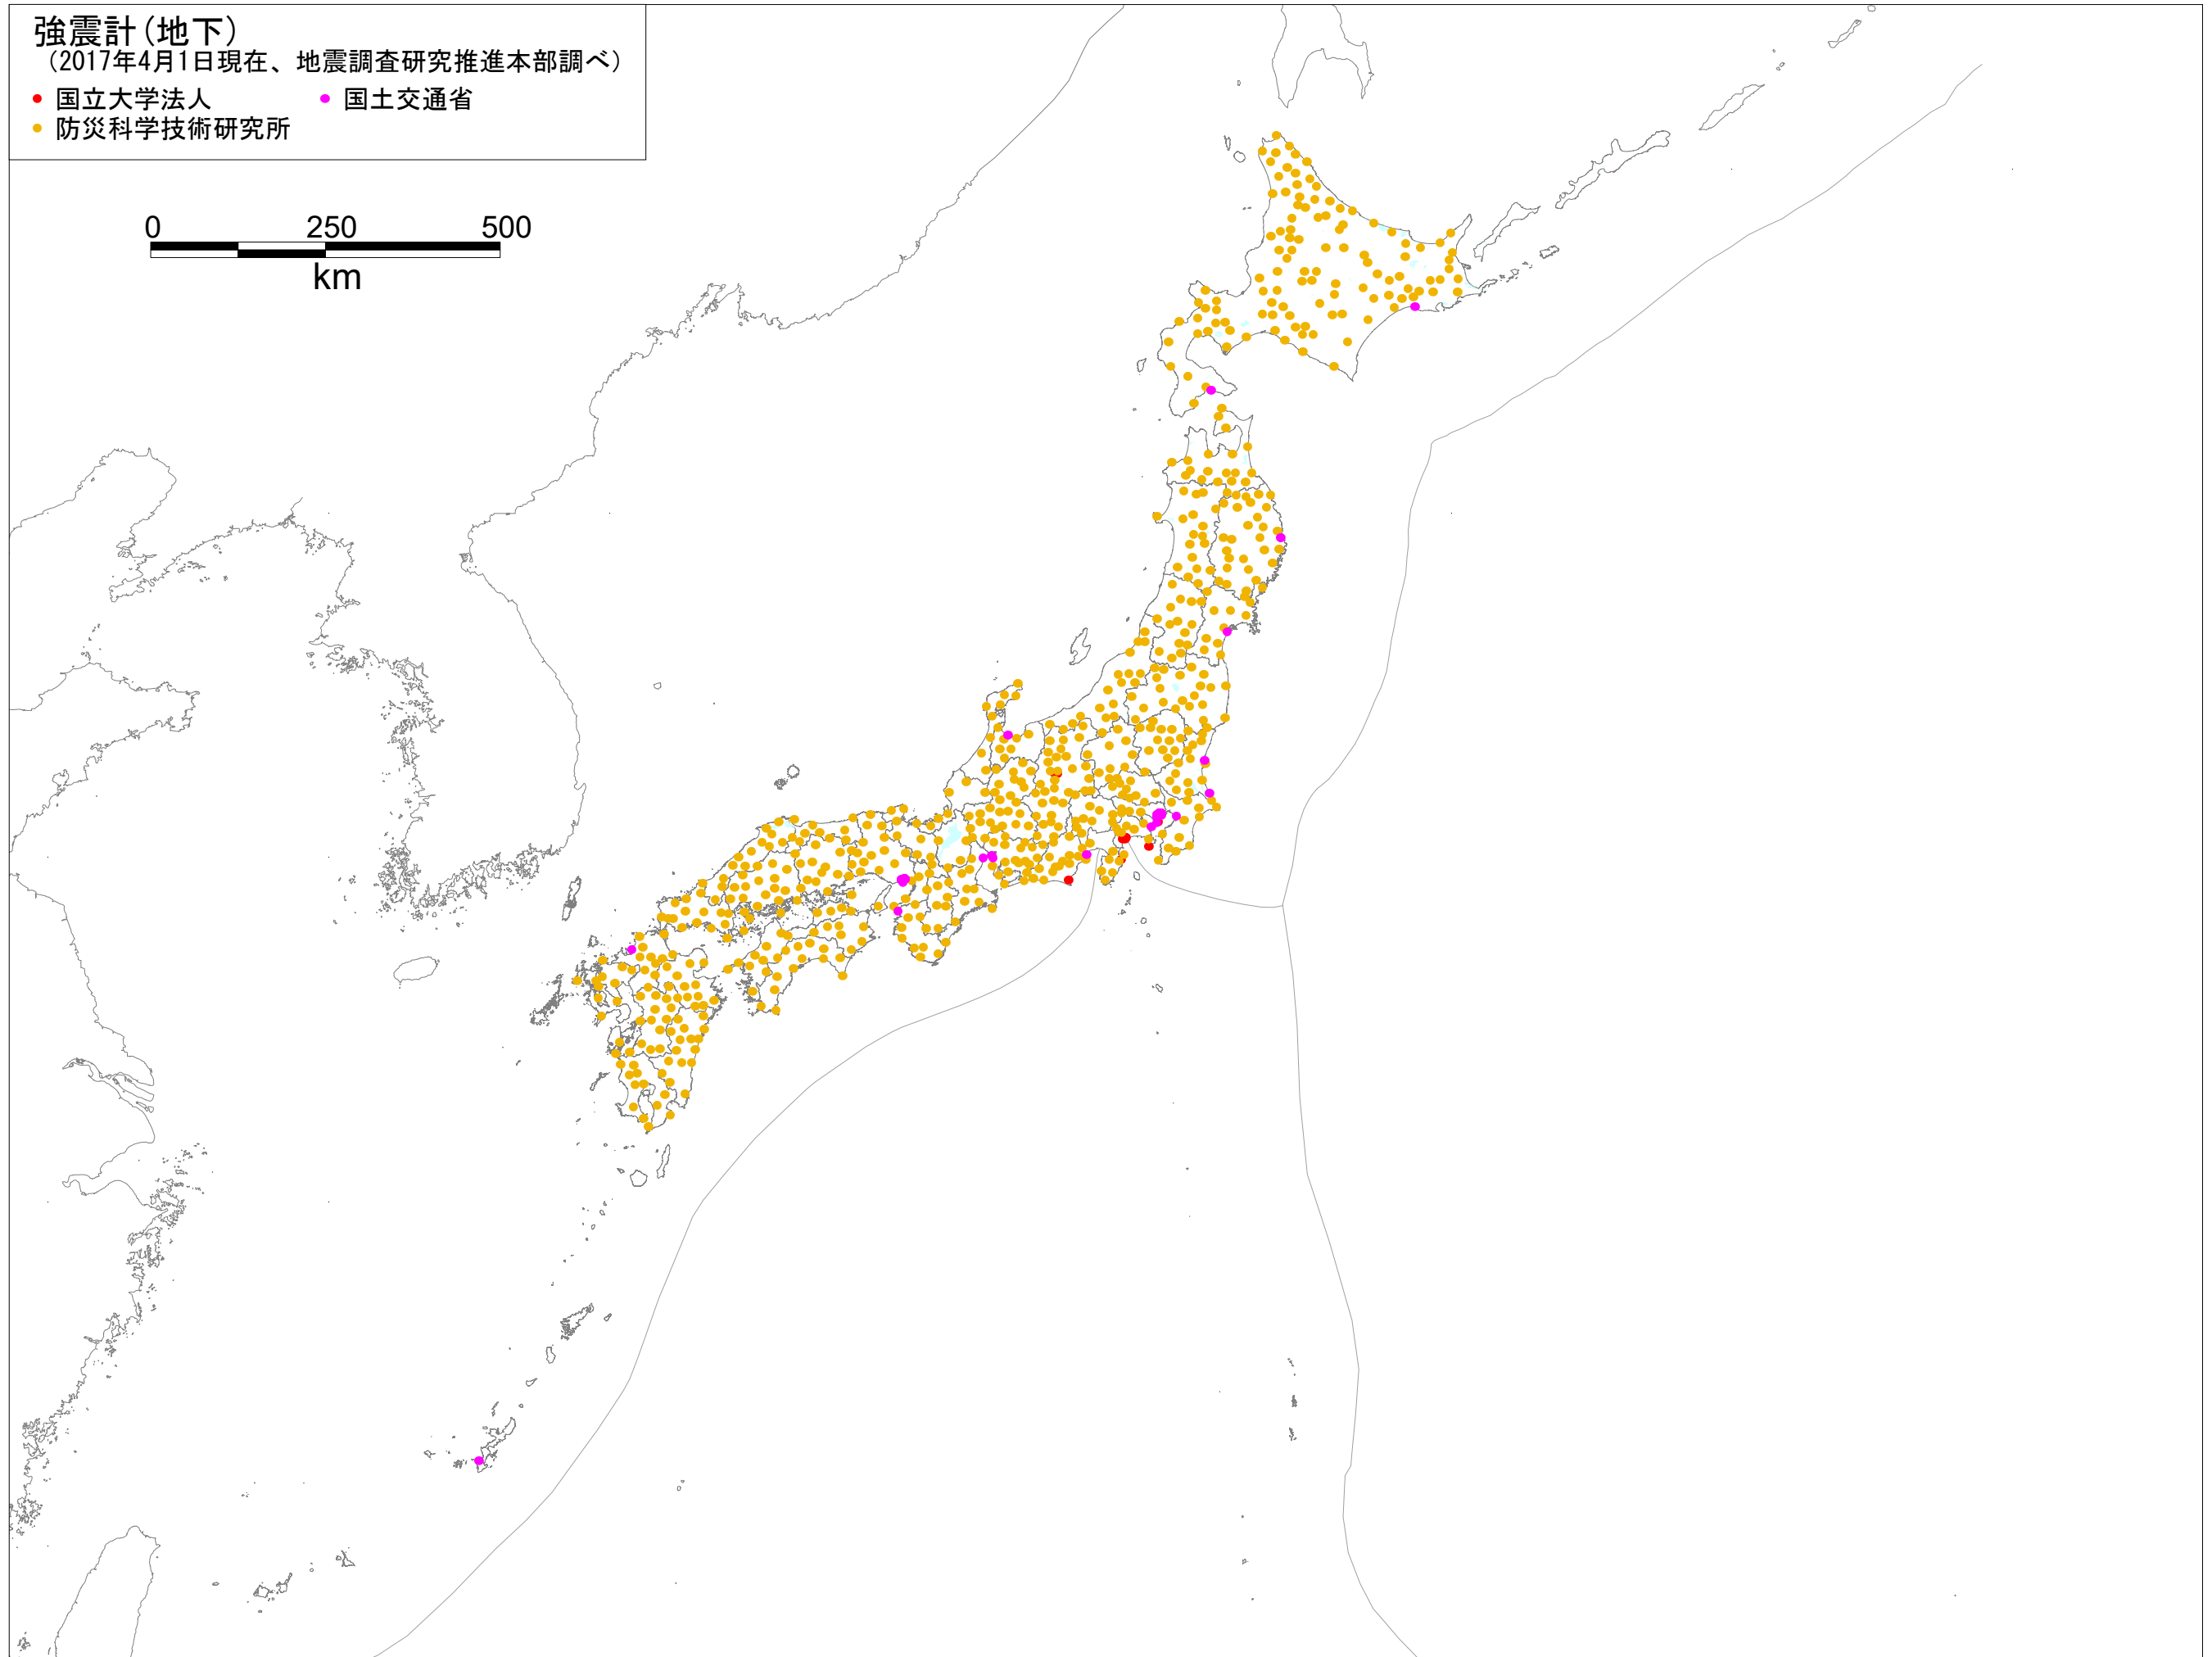 強震計(地下)
(2017年4月1日現在、地震調査研究推進本部調べ)
国立大学法人 国土交通省
防災科学技術研究所
0 250 500
km